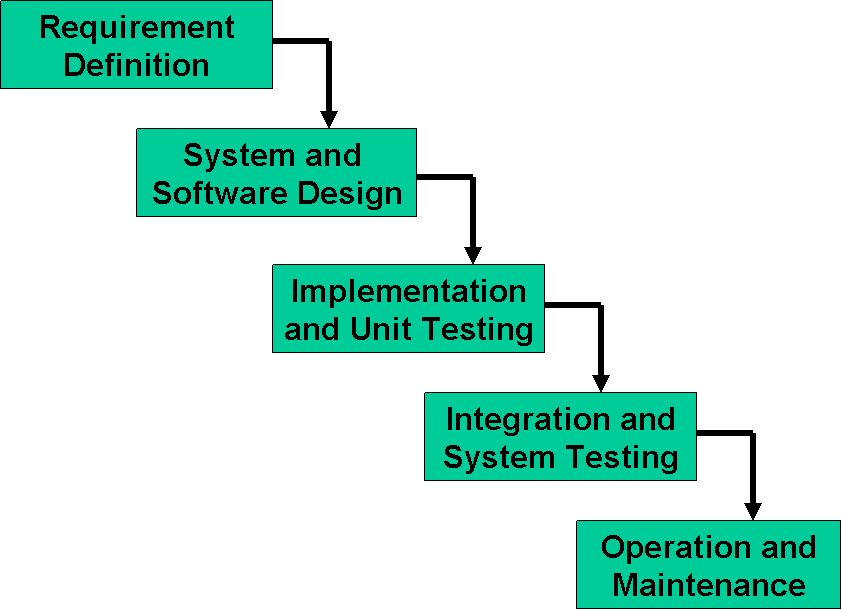 Requirement
Definition
System and
Software Design
Implementation
and Unit Testing
Integration and
System Testing
Operation and
Maintenance